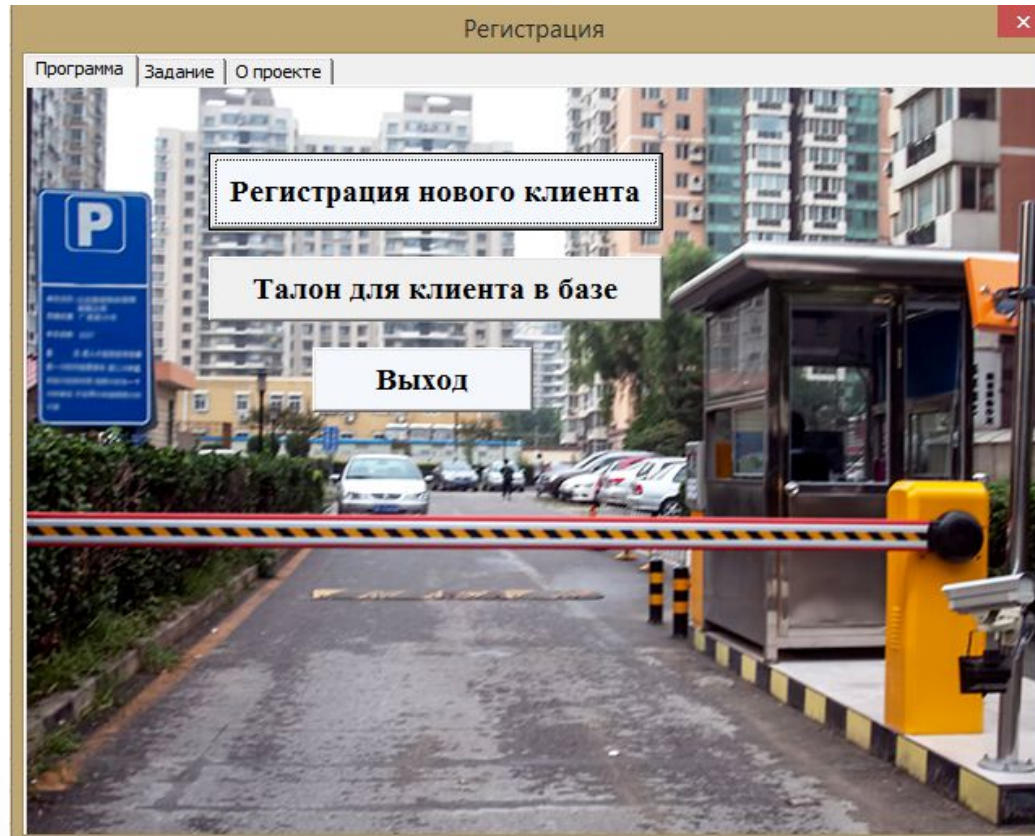 Регистрация
Программа
Задание
О проекте
P
Регистрация нового клиента
Талон для клиента в базе
Выход